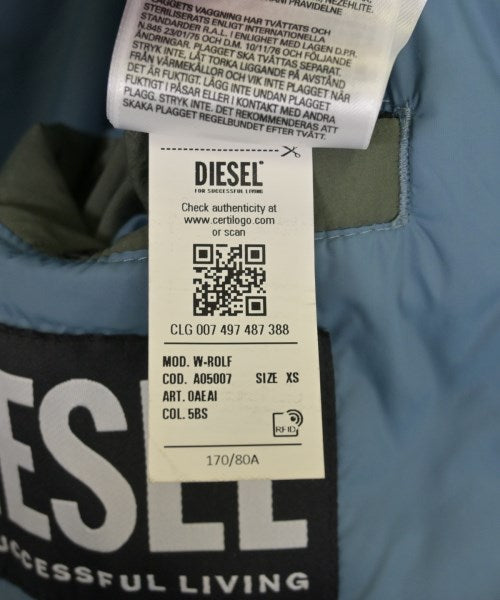 PLAGGETS VAGGNING HAR TVÄTTATS OCH
STERILISERATS ENLIGT INTERNATIONELLA
STANDARDER R.A.L. I ENLIGHET MED LAGEN D.P.R.
N.845 23/01/75 OCH D.M. 10/11/76 OCH FÖLJANDE
ÄNDRINGAR. PLAGGET SKA TVÄTTAS SEPARAT.
STRYK INTE. LÅT TORKA LIGGANDE PÅ AVSTÅND
FRÅN VÄRMEKÄLLOR OCH VIK INTE PLAGGET NÄR
DET ÄR FUKTIGT. LÄGG INTE UNDAN PLAGGET
FUKTIGT I PÅSAR ELLER I KONTAKT MED ANDRA
PLAGG. STRYK INTE. DET REKOMMENDERAS ATT
SKAKA PLAGGET REGELBUNDET EFTER TVÄTT.
DIESEL
FOR SUCCESSFUL LIVING
Check authenticity at
www.certilogo.com
or scan
CLG 007 497 487 388
MOD. W-ROLF
COD. A05007 SIZE XS
ART. 0AEAI
COL. 5BS
RFID
170/80A
ESEL
SUCCESSFUL LIVING